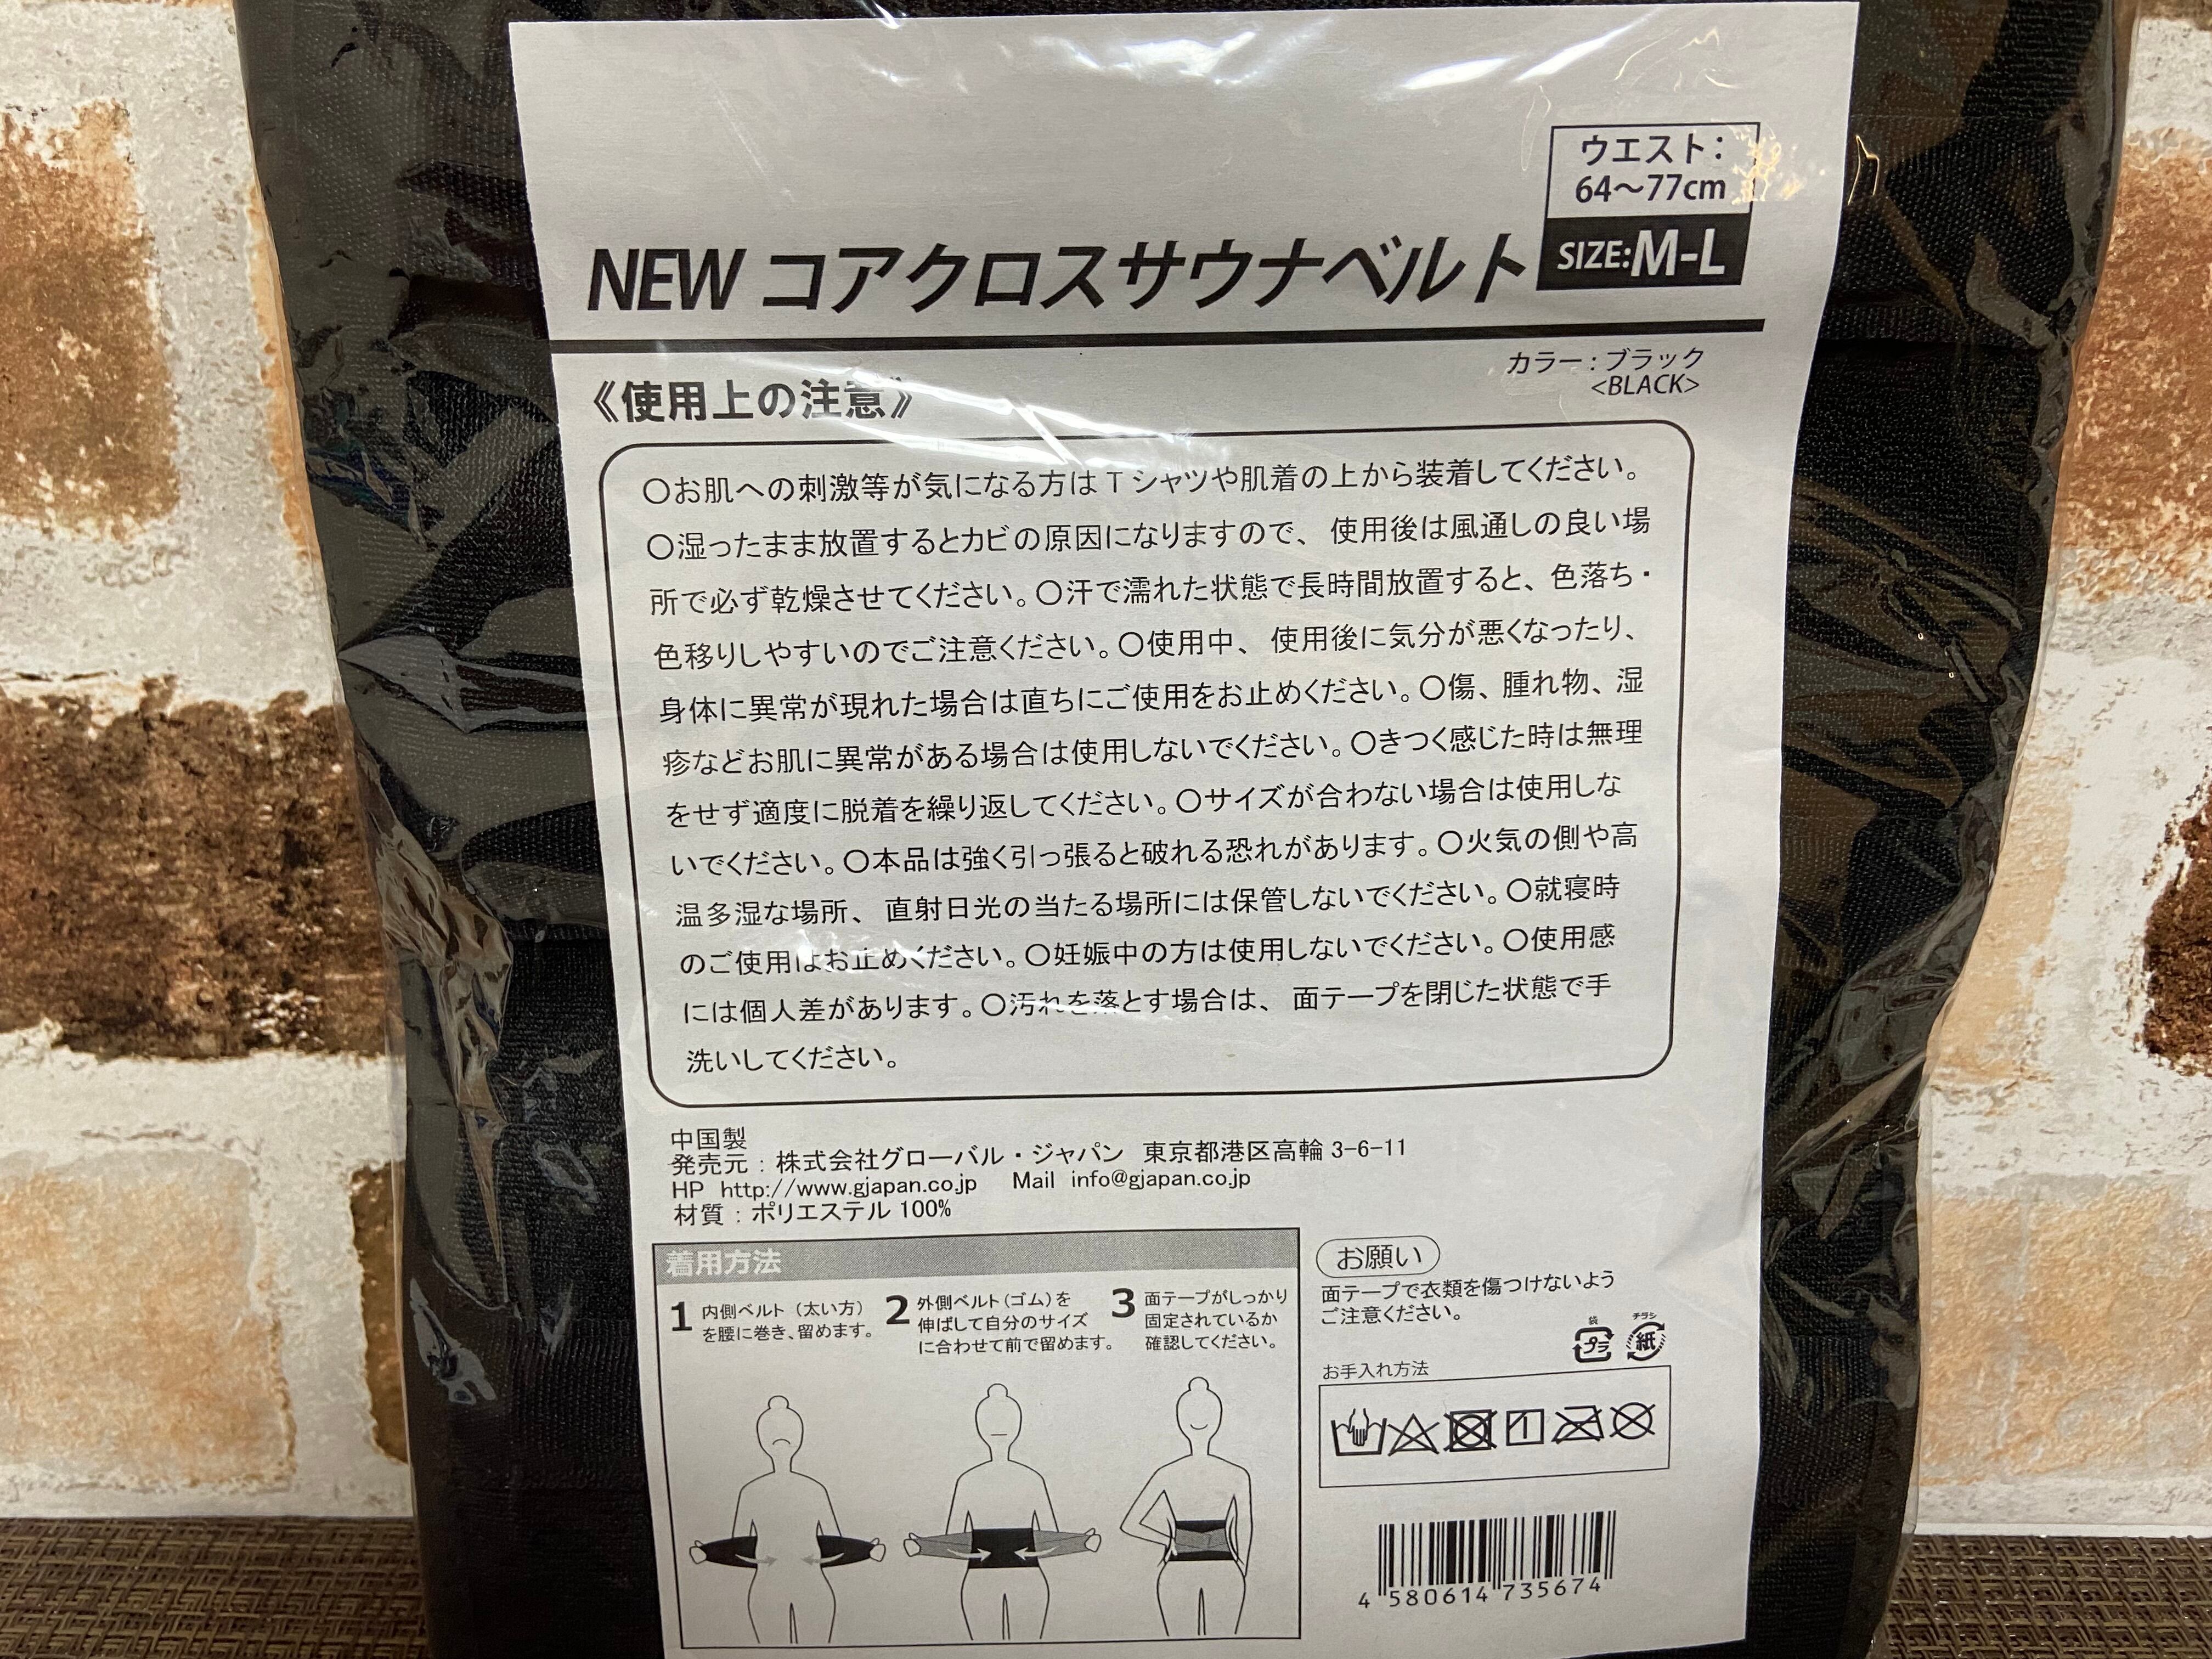 ウエスト：
64〜77cm
NEW コアクロスサウナベルト
SIZE:M-L
カラー：ブラック
<BLACK>
《使用上の注意》
〇お肌への刺激等が気になる方はTシャツや肌着の上から装着してください。
〇湿ったまま放置するとカビの原因になりますので、使用後は風通しの良い場
所で必ず乾燥させてください。〇汗で濡れた状態で長時間放置すると、色落ち・
色移りしやすいのでご注意ください。〇使用中、使用後に気分が悪くなったり、
身体に異常が現れた場合は直ちにご使用をお止めください。〇傷、腫れ物、湿
疹などお肌に異常がある場合は使用しないでください。〇きつく感じた時は無理
をせず適度に脱着を繰り返してください。〇サイズが合わない場合は使用しな
いでください。〇本品は強く引っ張ると破れる恐れがあります。〇火気の側や高
温多湿な場所、直射日光の当たる場所には保管しないでください。〇就寝時
のご使用はお止めください。〇妊娠中の方は使用しないでください。〇使用感
には個人差があります。〇汚れを落とす場合は、面テープを閉じた状態で手
洗いしてください。
中国製
発売元：株式会社グローバル・ジャパン 東京都港区高輪 3-6-11
HP http://www.gjapan.co.jp Mail info@gjapan.co.jp
材質：ポリエステル 100%
着用方法
1 内側ベルト（太い方）
を腰に巻き、留めます。
2 外側ベルト（ゴム）を
伸ばして自分のサイズ
に合わせて前で留めます。
3 面テープがしっかり
固定されているか
確認してください。
お願い
面テープで衣類を傷つけないよう
ご注意ください。
袋
プラ
チラシ
紙
お手入れ方法
4 580614 735674